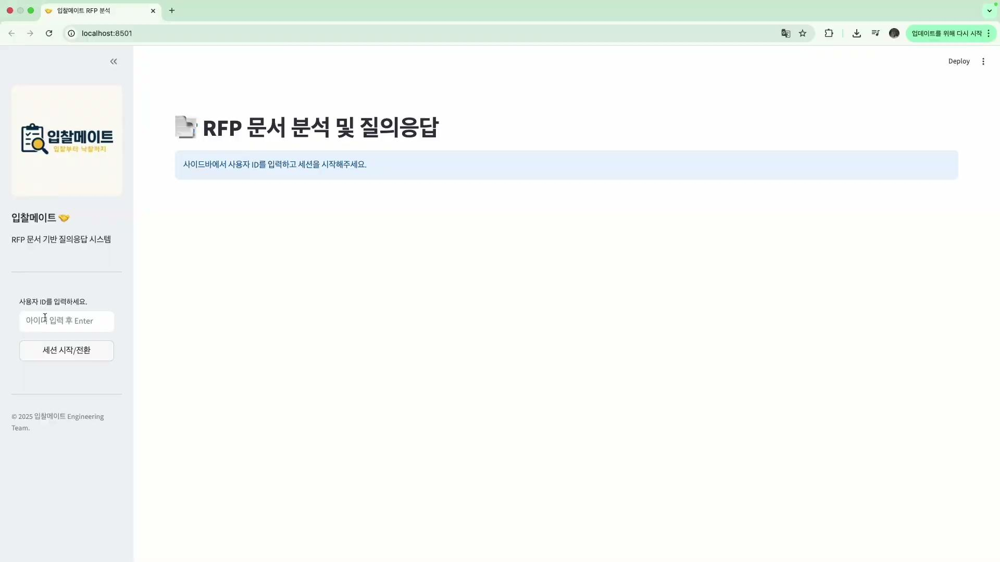 입찰메이트 RFP 분석
localhost:8501
업데이트를 위해 다시 시작
Deploy
입찰메이트
입찰부터 낙찰까지
입찰메이트 🤝
RFP 문서 기반 질의응답 시스템
사용자 ID를 입력하세요.
아이디 입력 후 Enter
세션 시작/전환
© 2025 입찰메이트 Engineering
Team.
RFP 문서 분석 및 질의응답
사이드바에서 사용자 ID를 입력하고 세션을 시작해주세요.